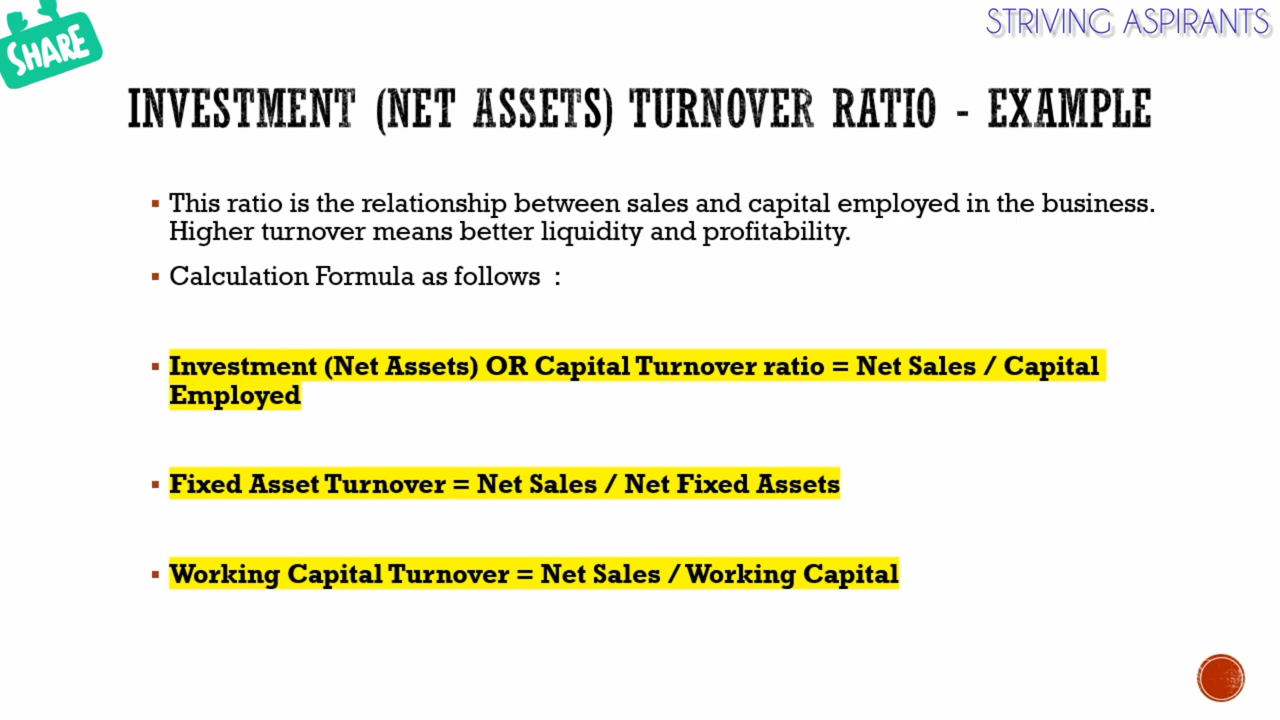 SHARE
STRIVING ASPIRANTS
INVESTMENT (NET ASSETS) TURNOVER RATIO - EXAMPLE
▪ This ratio is the relationship between sales and capital employed in the business.
Higher turnover means better liquidity and profitability.
▪ Calculation Formula as follows :
▪ Investment (Net Assets) OR Capital Turnover ratio = Net Sales / Capital
Employed
▪ Fixed Asset Turnover = Net Sales / Net Fixed Assets
▪ Working Capital Turnover = Net Sales / Working Capital